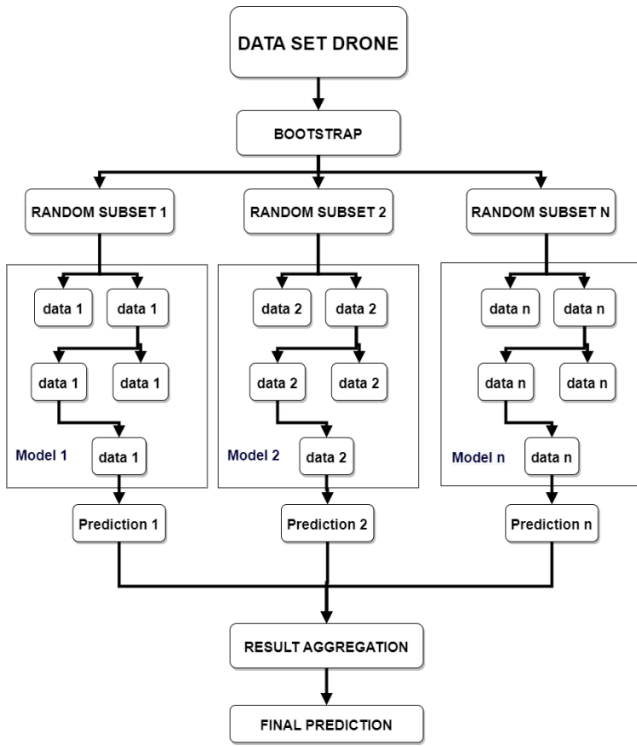 DATA SET DRONE
BOOTSTRAP
RANDOM SUBSET 1
RANDOM SUBSET 2
RANDOM SUBSET N
data 1
data 1
data 2
data 2
data n
data n
data 1
data 1
data 2
data 2
data n
data n
Model 1
data 1
Model 2
data 2
Model n
data n
Prediction 1
Prediction 2
Prediction n
RESULT AGGREGATION
FINAL PREDICTION